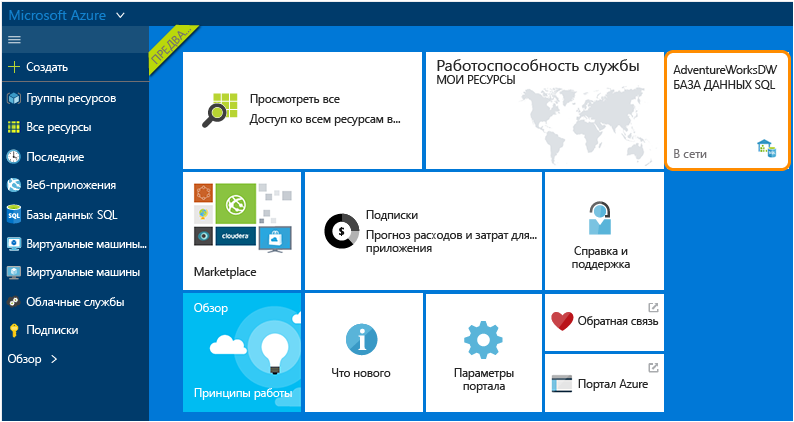 Microsoft Azure
Создать
Группы ресурсов
Все ресурсы
Последние
Веб-приложения
SQL
Базы данных SQL
Виртуальные машины...
Виртуальные машины
Облачные службы
Подписки
Обзор
ПРЕДВА...
Просмотреть все
Доступ ко всем ресурсам в...
Работоспособность службы
МОИ РЕСУРСЫ
AdventureWorksDW
БАЗА ДАННЫХ SQL
В сети
cloudera
Marketplace
$
Подписки
Прогноз расходов и затрат для...
приложения
Справка и
поддержка
Обзор
Принципы работы
Что нового
Параметры
портала
Обратная связь
Портал Azure